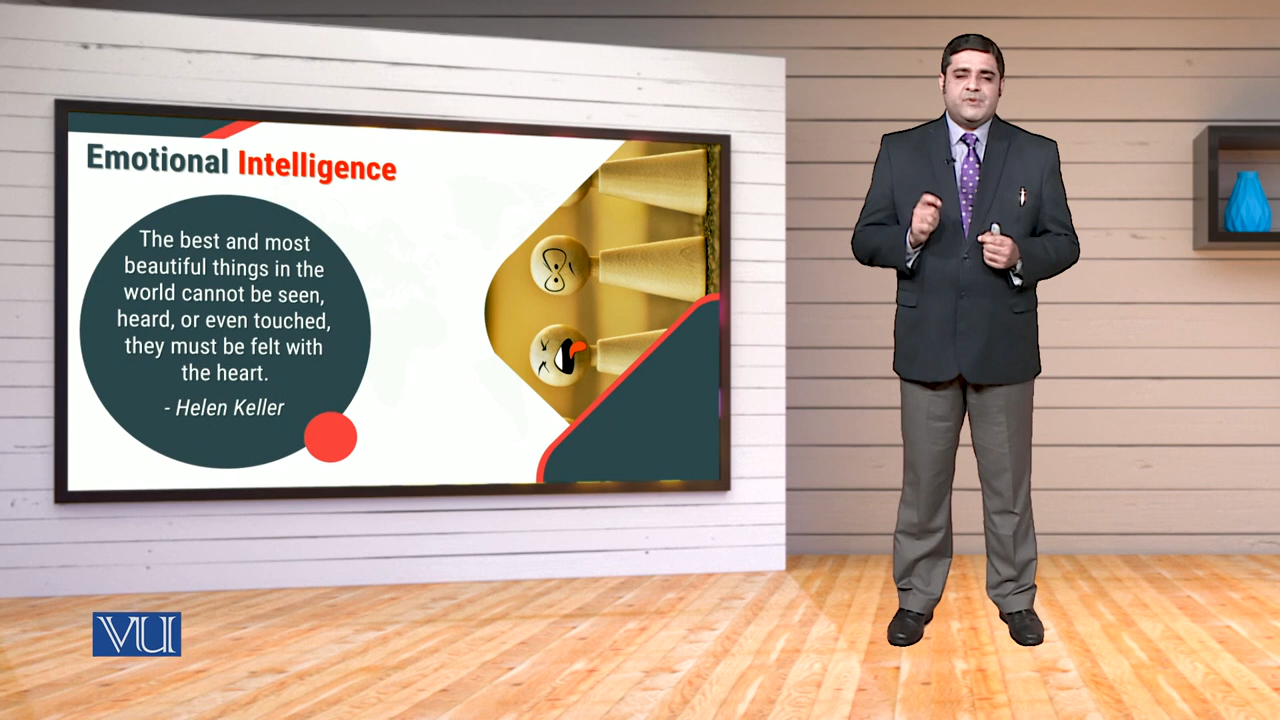 Emotional Intelligence
The best and most
beautiful things in the
world cannot be seen,
heard, or even touched,
they must be felt with
the heart.
- Helen Keller
VU